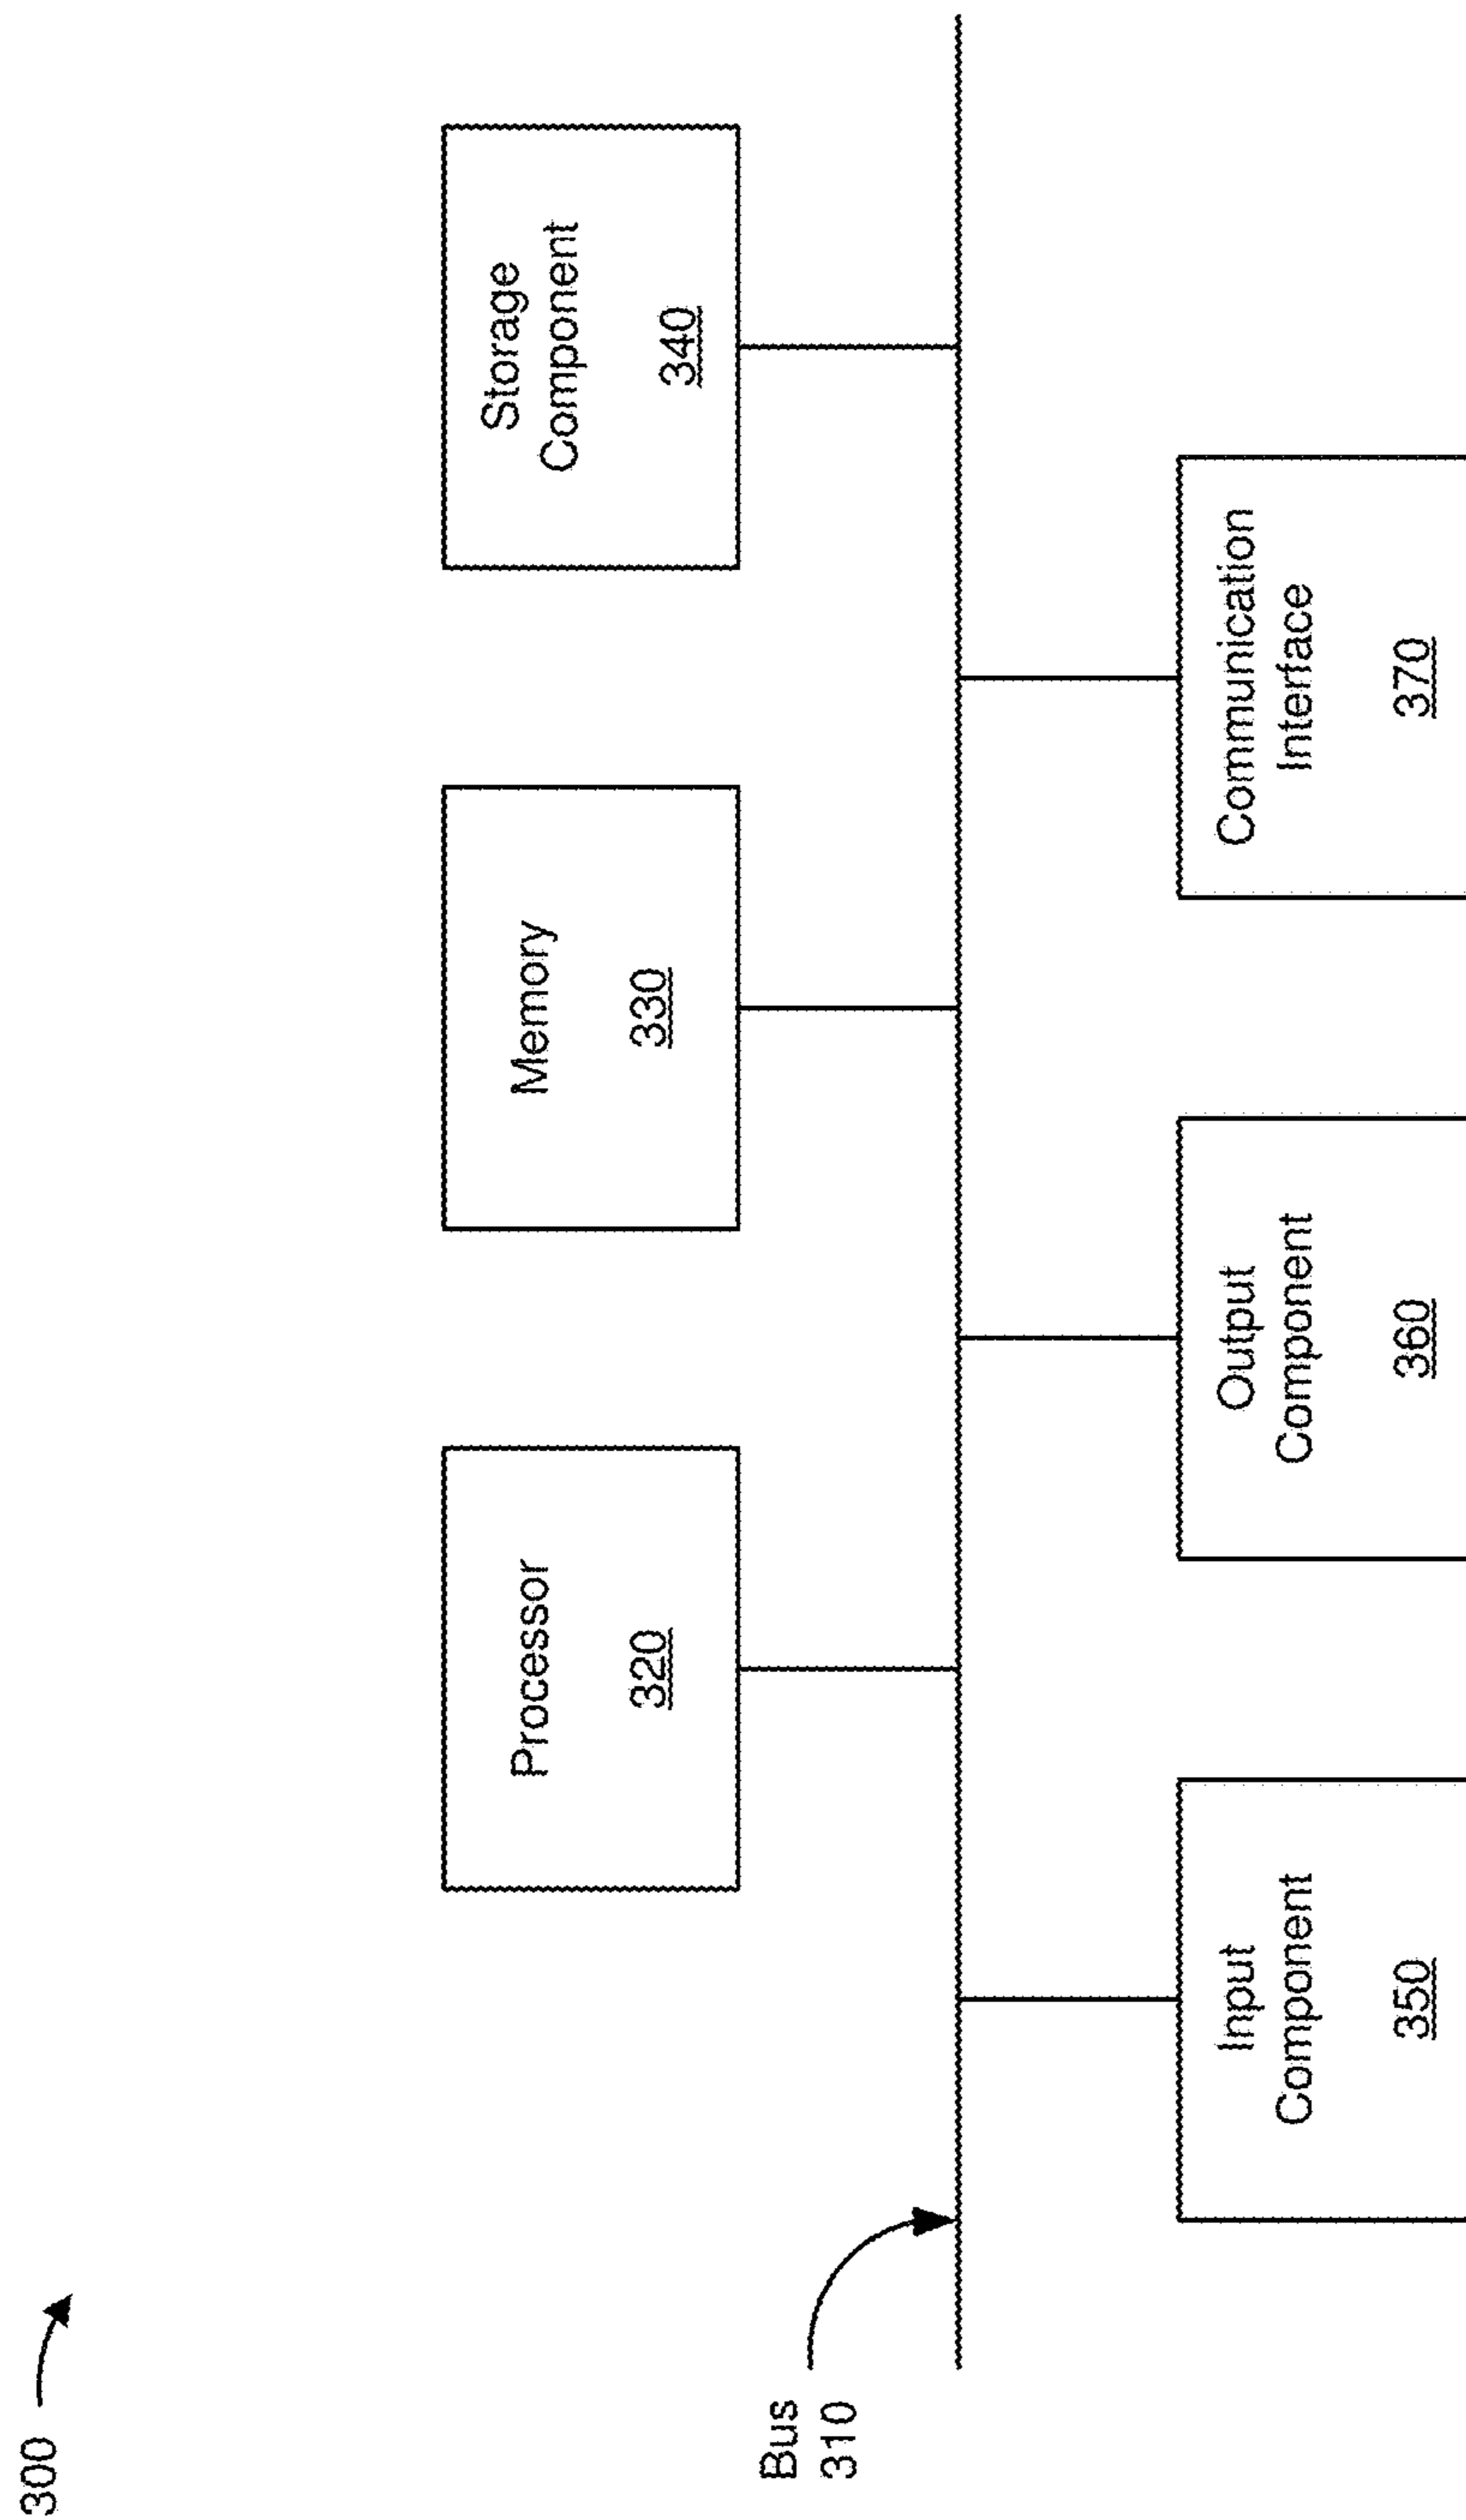 300
Bus
310
Processor
320
Memory
330
Storage
Component
340
Input
Component
350
Output
Component
360
Communication
Interface
370